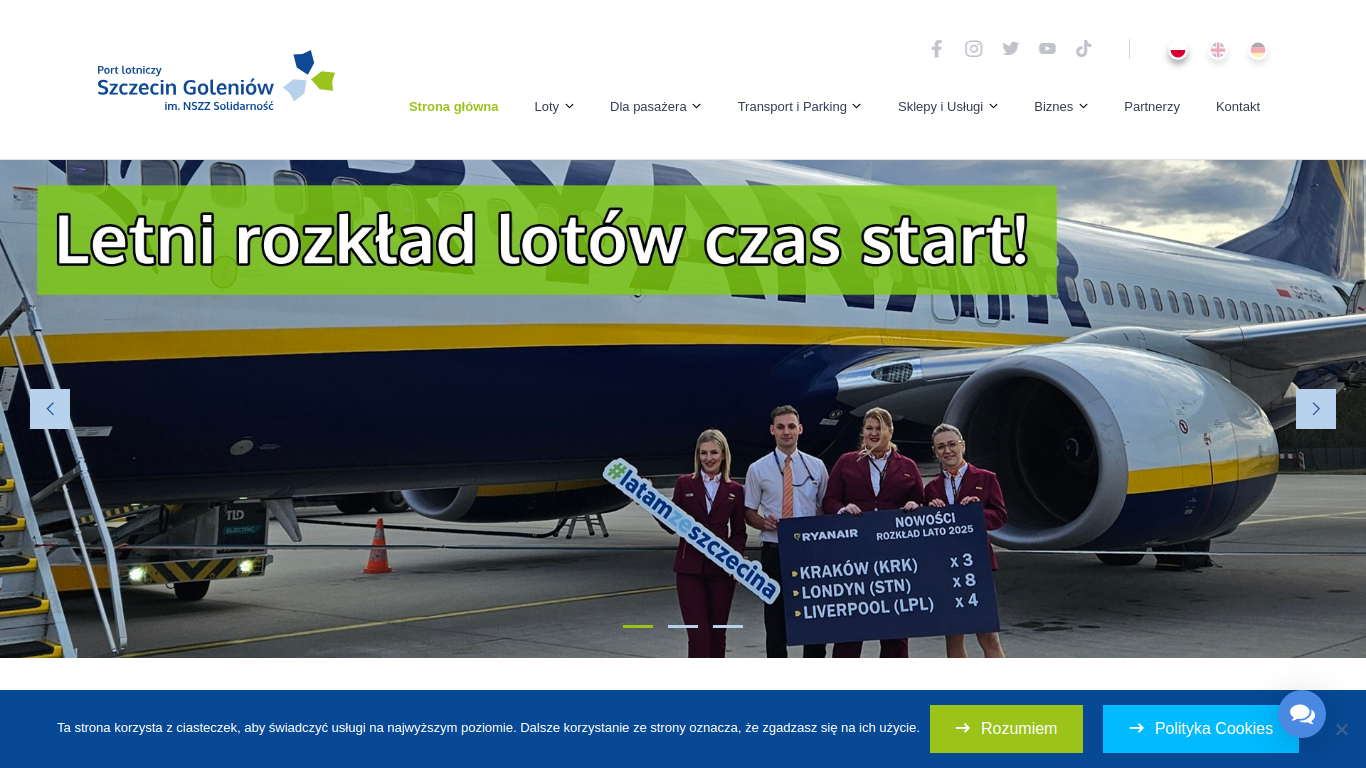 Port lotniczy
Szczecin Goleniów
im. NSZZ Solidarność
Strona główna
Loty
Dla pasażera
Transport i Parking
Sklepy i Usługi
Biznes
Partnerzy
Kontakt
RYANAIR
Letni rozkład lotów czas start!
#latamzeszczecina
TLD
ELECTRIC
RYANAIR
NOWOŚCI
ROZKŁAD LATO 2025
KRAKÓW (KRK) x 3
LONDYN (STN) x 8
LIVERPOOL (LPL) x 4
Ta strona korzysta z ciasteczek, aby świadczyć usługi na najwyższym poziomie. Dalsze korzystanie ze strony oznacza, że zgadzasz się na ich użycie.
Rozumiem
Polityka Cookies